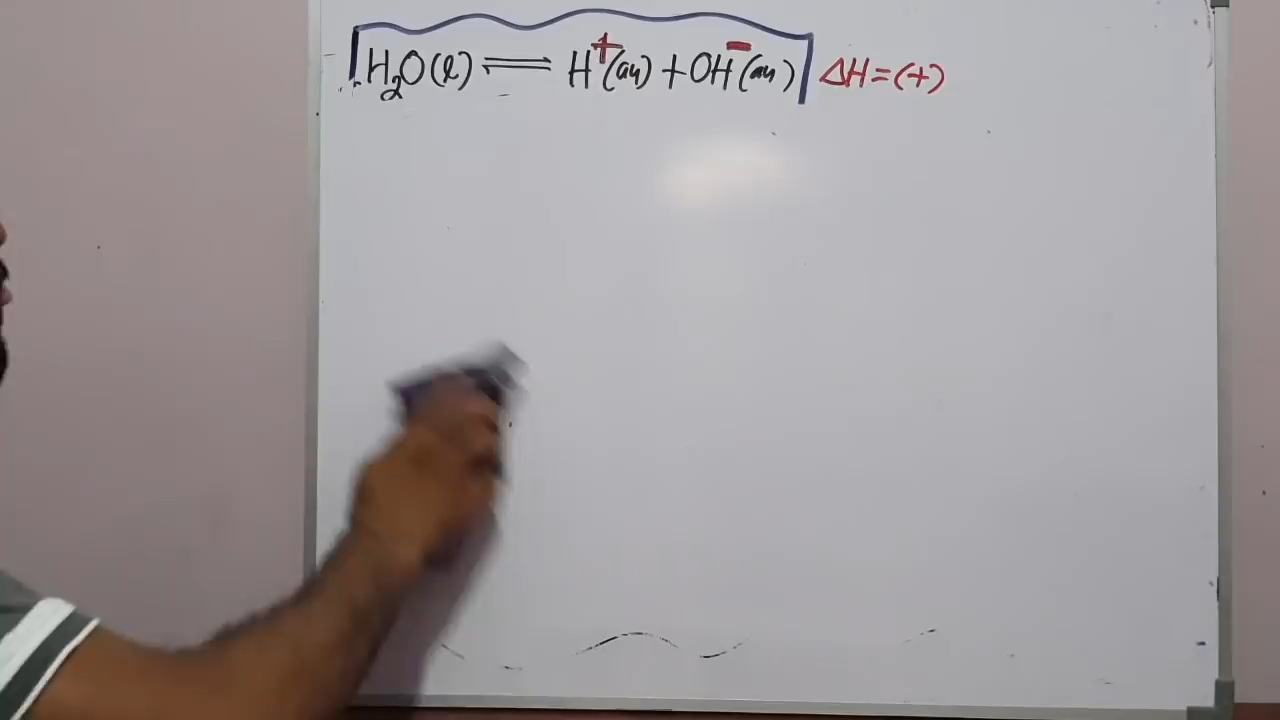 H₂O(l) ⇌ H⁺(aq) + OH⁻(aq) ΔH=(+)